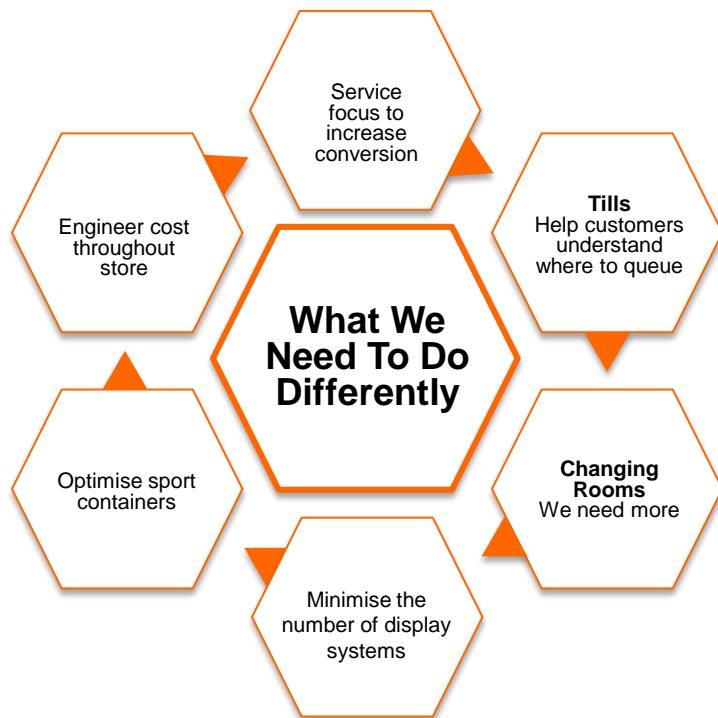 Service
focus to
increase
conversion
Tills
Help customers
understand
where to queue
Changing
Rooms
We need more
Minimise the
number of display
systems
Optimise sport
containers
Engineer cost
throughout
store
What We
Need To Do
Differently